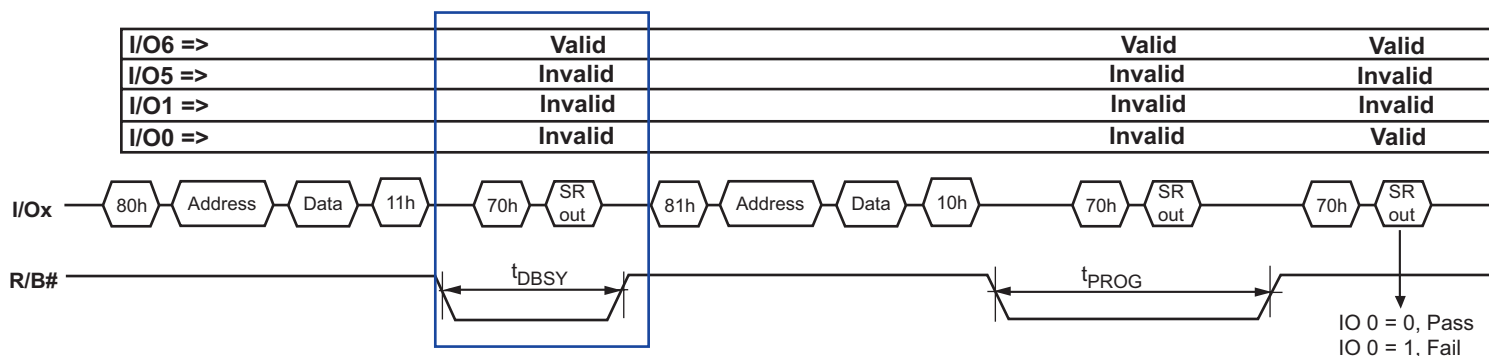 I/O6 => Valid Valid Valid
I/O5 => Invalid Invalid Invalid
I/O1 => Invalid Invalid Invalid
I/O0 => Invalid Invalid Valid
I/Ox 80h Address Data 11h 70h SR out 81h Address Data 10h 70h SR out 70h SR out
R/B# tDBSY tPROG
IO 0 = 0, Pass
IO 0 = 1, Fail